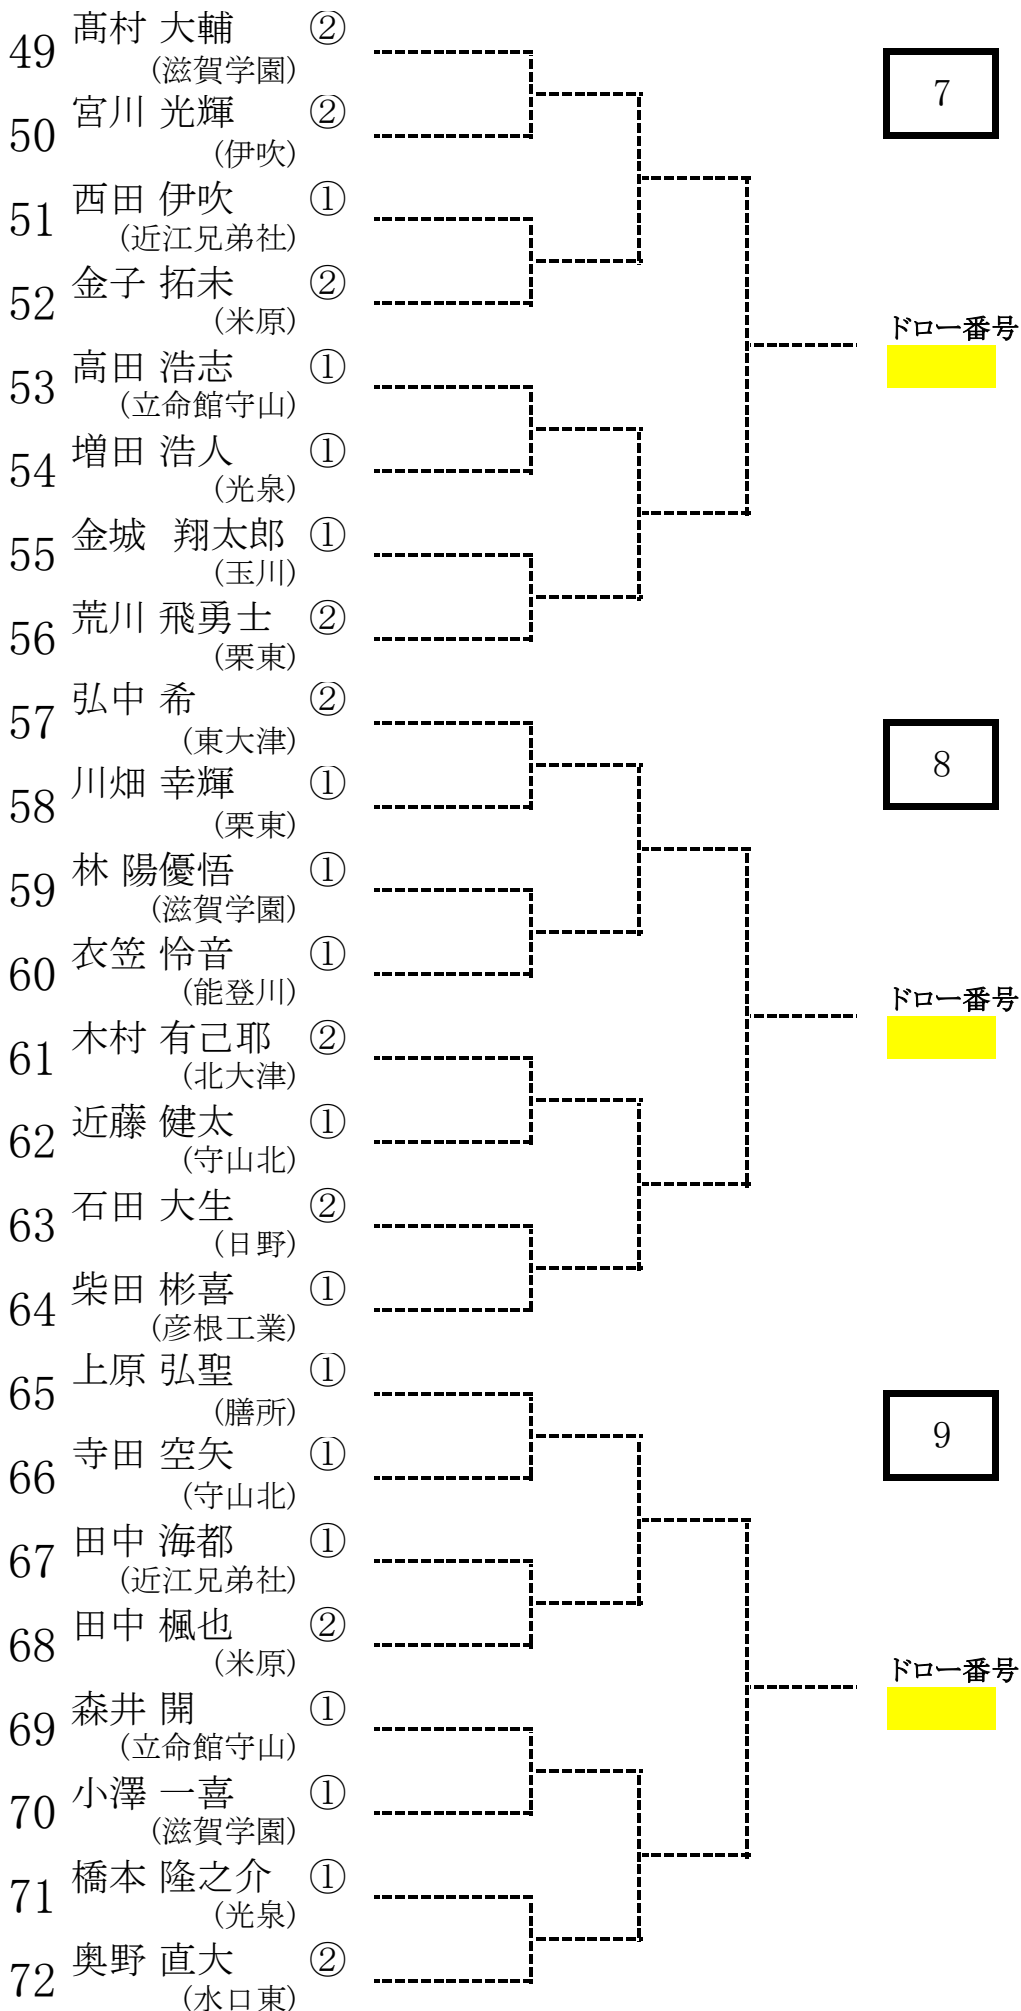 49 髙村 大輔 ②
(滋賀学園)
7
50 宮川 光輝 ②
(伊吹)
51 西田 伊吹 ①
(近江兄弟社)
52 金子 拓未 ②
(米原)
ドロー番号
53 高田 浩志 ①
(立命館守山)
54 増田 浩人 ①
(光泉)
55 金城 翔太郎 ①
(玉川)
56 荒川 飛勇士 ②
(栗東)
57 弘中 希 ②
(東大津)
8
58 川畑 幸輝 ①
(栗東)
59 林 陽優悟 ①
(滋賀学園)
60 衣笠 怜音 ①
(能登川)
ドロー番号
61 木村 有己耶 ②
(北大津)
62 近藤 健太 ①
(守山北)
63 石田 大生 ②
(日野)
64 柴田 彬喜 ①
(彦根工業)
65 上原 弘聖 ①
(膳所)
9
66 寺田 空矢 ①
(守山北)
67 田中 海都 ①
(近江兄弟社)
68 田中 楓也 ②
(米原)
ドロー番号
69 森井 開 ①
(立命館守山)
70 小澤 一喜 ①
(滋賀学園)
71 橋本 隆之介 ①
(光泉)
72 奥野 直大 ②
(水口東)